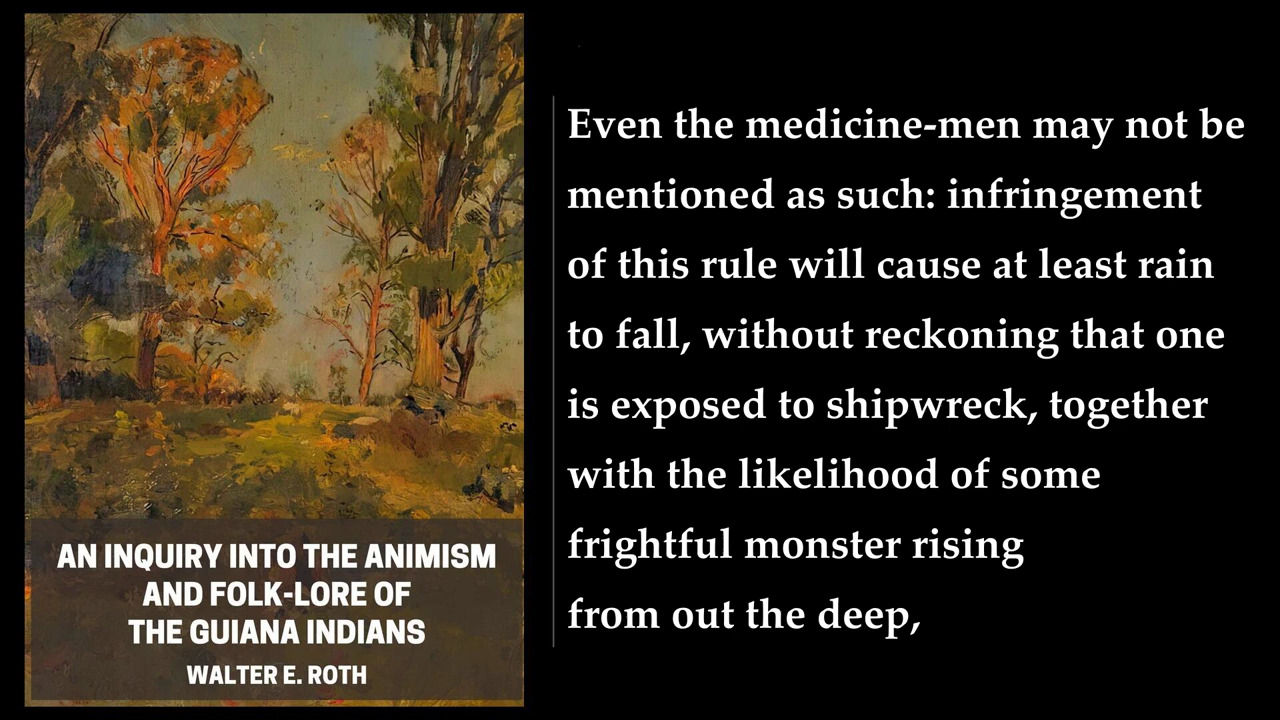 AN INQUIRY INTO THE ANIMISM
AND FOLK-LORE OF
THE GUIANA INDIANS
WALTER E. ROTH
Even the medicine-men may not be
mentioned as such: infringement
of this rule will cause at least rain
to fall, without reckoning that one
is exposed to shipwreck, together
with the likelihood of some
frightful monster rising
from out the deep,